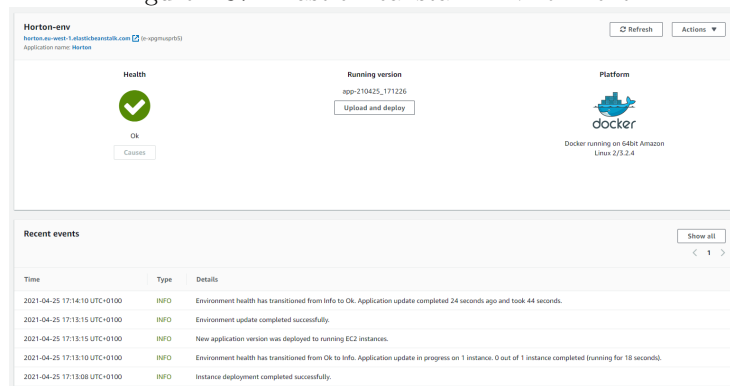 Horton-env
horton.eu-west-1.elasticbeanstalk.com (e-xpgmusprb5)
Application name: Horton
Refresh
Actions ▼
Health
Ok
Causes
Running version
app-210425_171226
Upload and deploy
Platform
docker
Docker running on 64bit Amazon
Linux 2/3.2.4
Recent events
Show all
< 1 >
Time Type Details
2021-04-25 17:14:10 UTC+0100 INFO Environment health has transitioned from Info to Ok. Application update completed 24 seconds ago and took 44 seconds.
2021-04-25 17:13:15 UTC+0100 INFO Environment update completed successfully.
2021-04-25 17:13:15 UTC+0100 INFO New application version was deployed to running EC2 instances.
2021-04-25 17:13:10 UTC+0100 INFO Environment health has transitioned from Ok to Info. Application update in progress on 1 instance. 0 out of 1 instance completed (running for 18 seconds).
2021-04-25 17:13:08 UTC+0100 INFO Instance deployment completed successfully.